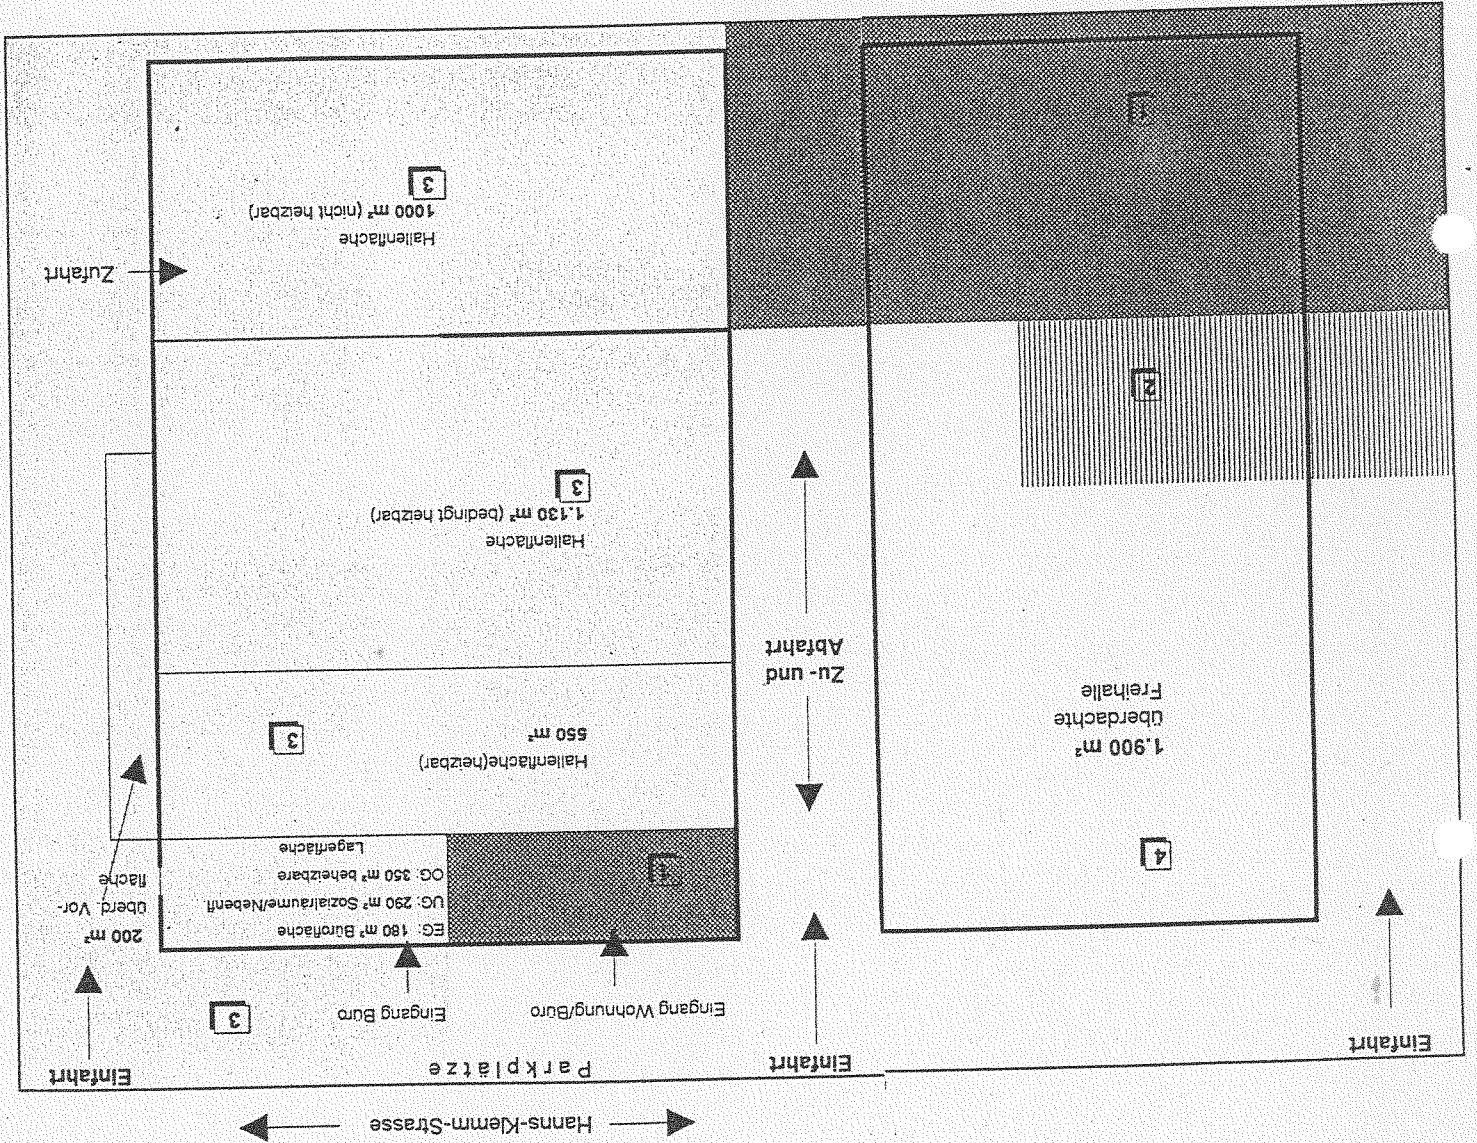 Hanns-Klemm-Strasse
Einfahrt
Einfahrt
Parkplätze
Einfahrt
Eingang Wohnung/Büro
Eingang Büro
3
4
1.900 m²
überdachte
Freihalle
Zu- und
Abfahrt
1
EG: 180 m² Bürofläche
UG: 290 m² Sozialräume/Nebenfl.
OG: 350 m² beheizbare
Lagerfläche
200 m²
überd. Vor-
fläche
Hallenfläche(heizbar)
550 m²
3
Hallenfläche
1.130 m² (bedingt heizbar)
3
2
1
Hallenfläche
1000 m² (nicht heizbar)
3
Zufahrt